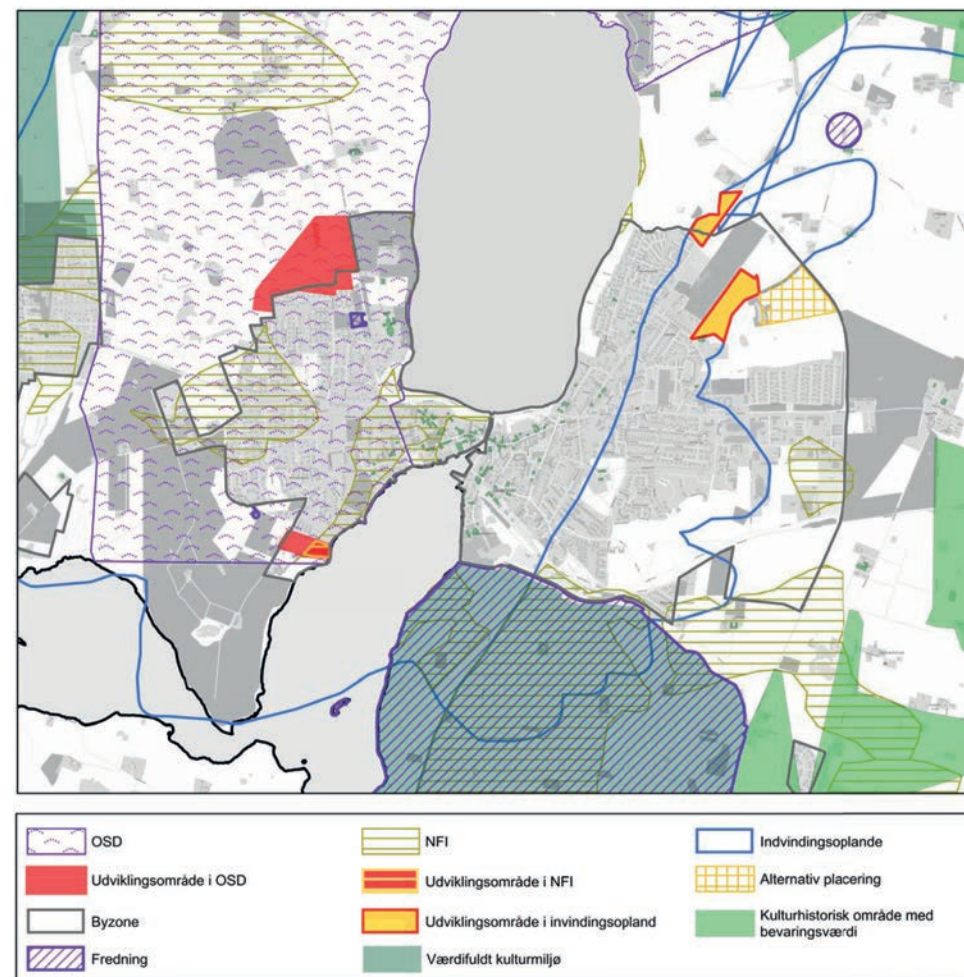 OSD
Udviklingsområde i OSD
Byzone
Fredning
NFI
Udviklingsområde i NFI
Udviklingsområde i invindingsopland
Værdifuldt kulturmiljø
Indvindingsoplande
Alternativ placering
Kulturhistorisk område med
bevaringsværdi